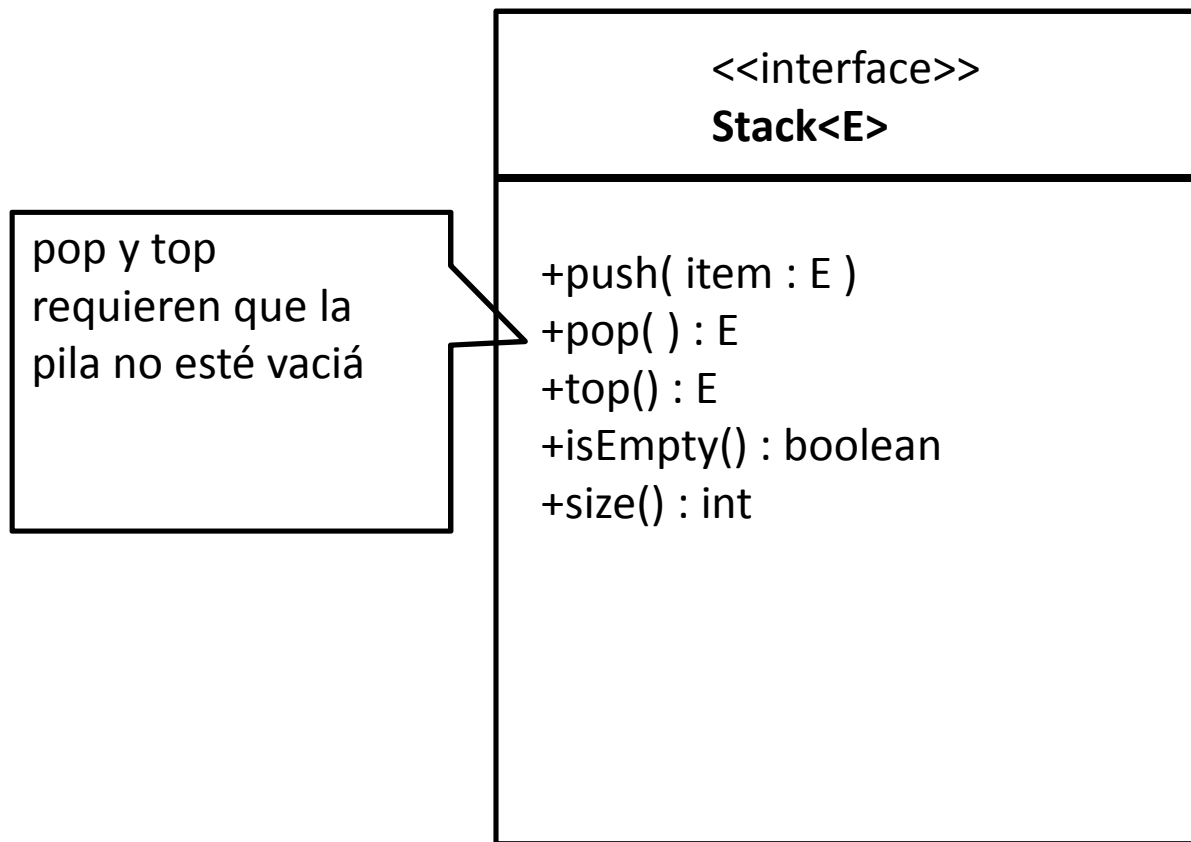 <<interface>>
Stack<E>
pop y top
requieren que la
pila no esté vaciá
+push( item : E )
+pop( ) : E
+top() : E
+isEmpty() : boolean
+size() : int